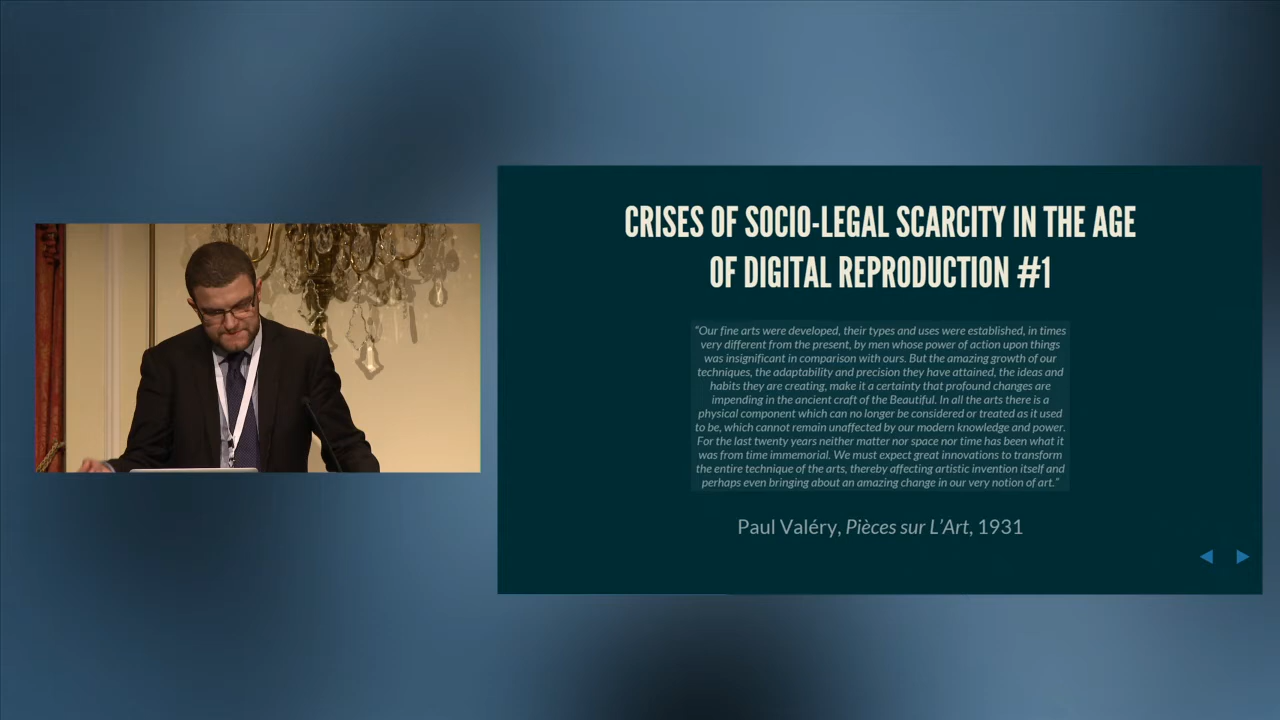 CRISES OF SOCIO-LEGAL SCARCITY IN THE AGE
OF DIGITAL REPRODUCTION #1
“Our fine arts were developed, their types and uses were established, in times
very different from the present, by men whose power of action upon things
was insignificant in comparison with ours. But the amazing growth of our
techniques, the adaptability and precision they have attained, the ideas and
habits they are creating, make it a certainty that profound changes are
impending in the ancient craft of the Beautiful. In all the arts there is a
physical component which can no longer be considered or treated as it used
to be, which cannot remain unaffected by our modern knowledge and power.
For the last twenty years neither matter nor space nor time has been what it
was from time immemorial. We must expect great innovations to transform
the entire technique of the arts, thereby affecting artistic invention itself and
perhaps even bringing about an amazing change in our very notion of art.”
Paul Valéry, Pièces sur L’Art, 1931